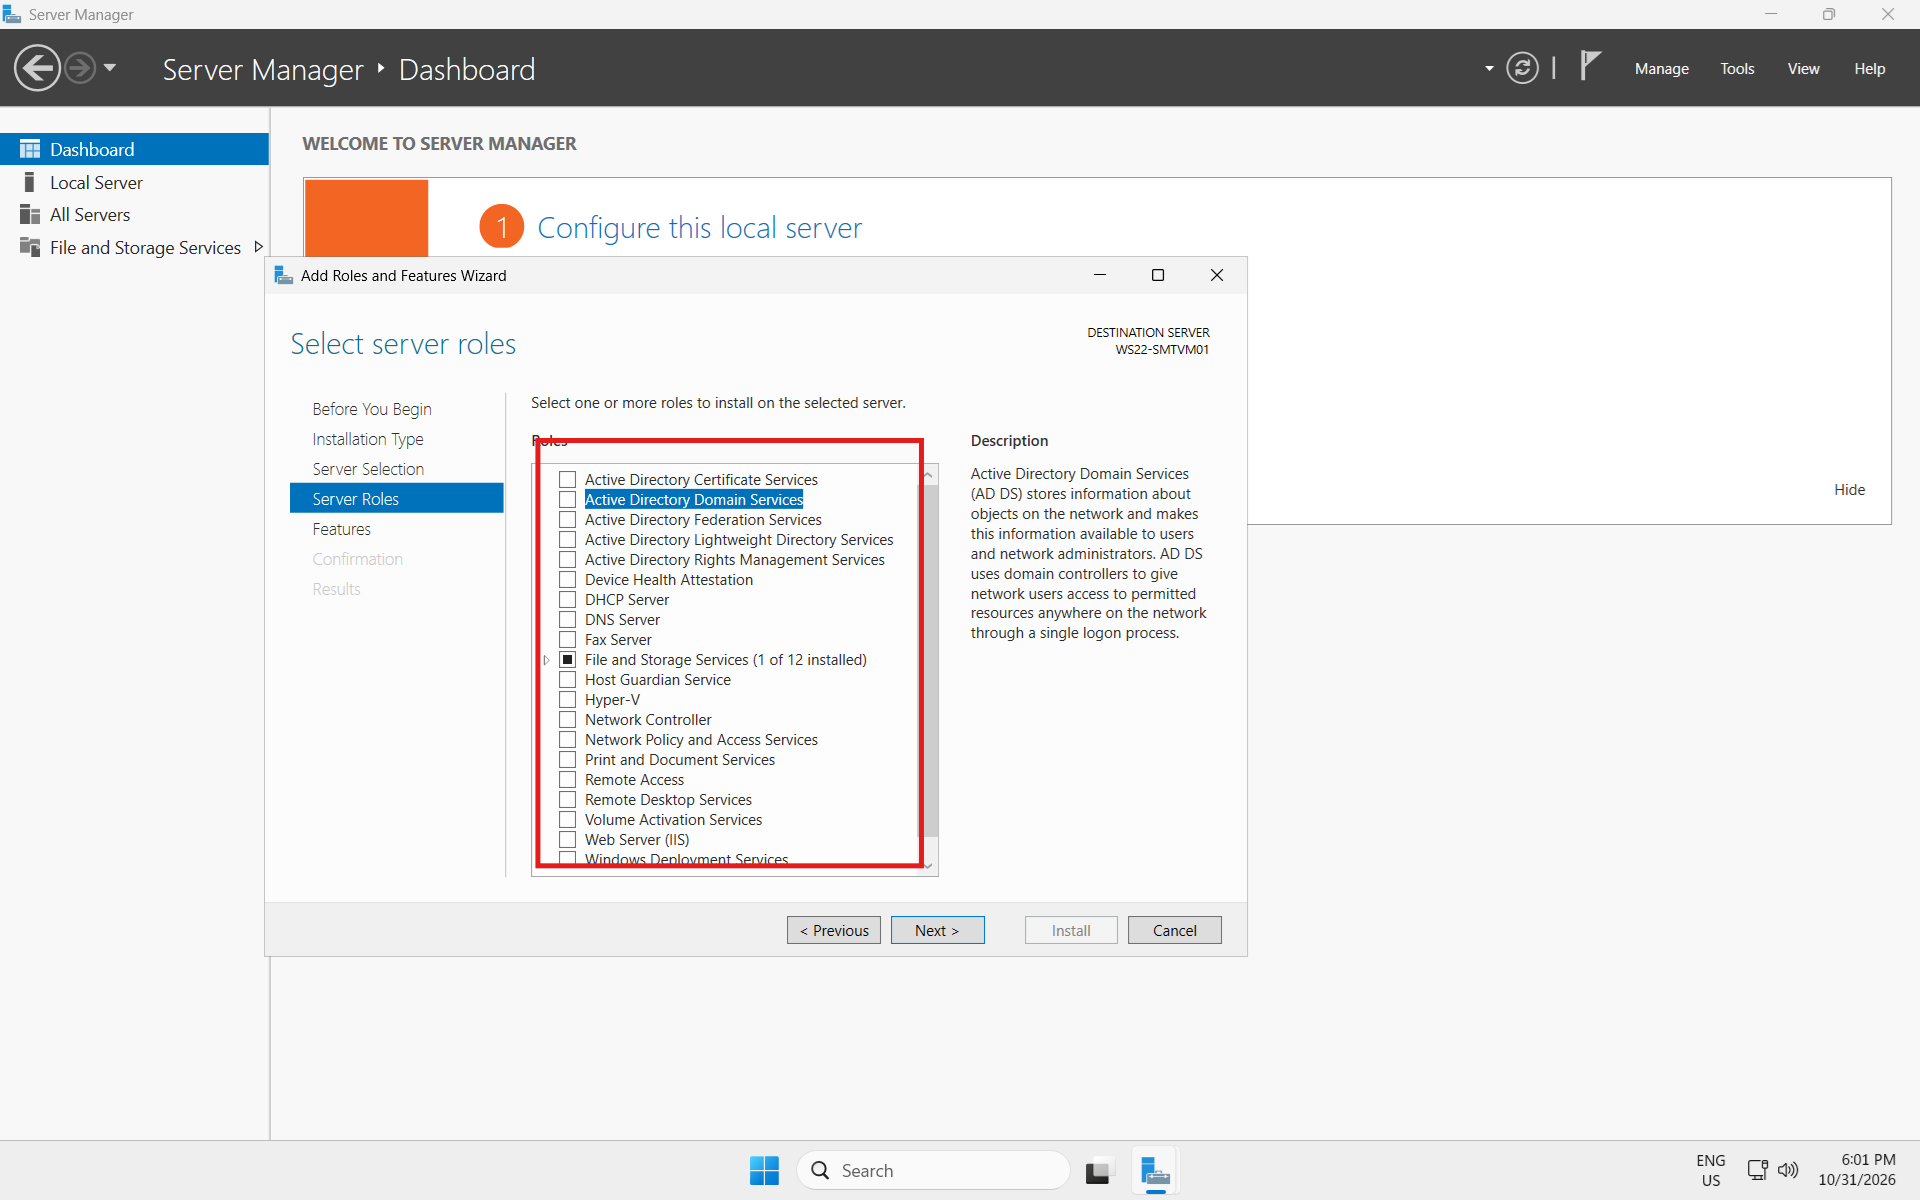 Server Manager
Server Manager ‣ Dashboard
Manage
Tools
View
Help
Dashboard
Local Server
All Servers
File and Storage Services
WELCOME TO SERVER MANAGER
1 Configure this local server
Hide
Add Roles and Features Wizard
Select server roles
DESTINATION SERVER
WS22-SMTVM01
Before You Begin
Installation Type
Server Selection
Server Roles
Features
Confirmation
Results
Select one or more roles to install on the selected server.
Roles
Active Directory Certificate Services
Active Directory Domain Services
Active Directory Federation Services
Active Directory Lightweight Directory Services
Active Directory Rights Management Services
Device Health Attestation
DHCP Server
DNS Server
Fax Server
File and Storage Services (1 of 12 installed)
Host Guardian Service
Hyper-V
Network Controller
Network Policy and Access Services
Print and Document Services
Remote Access
Remote Desktop Services
Volume Activation Services
Web Server (IIS)
Windows Deployment Services
Description
Active Directory Domain Services
(AD DS) stores information about
objects on the network and makes
this information available to users
and network administrators. AD DS
uses domain controllers to give
network users access to permitted
resources anywhere on the network
through a single logon process.
< Previous
Next >
Install
Cancel
Search
ENG
US
6:01 PM
10/31/2026